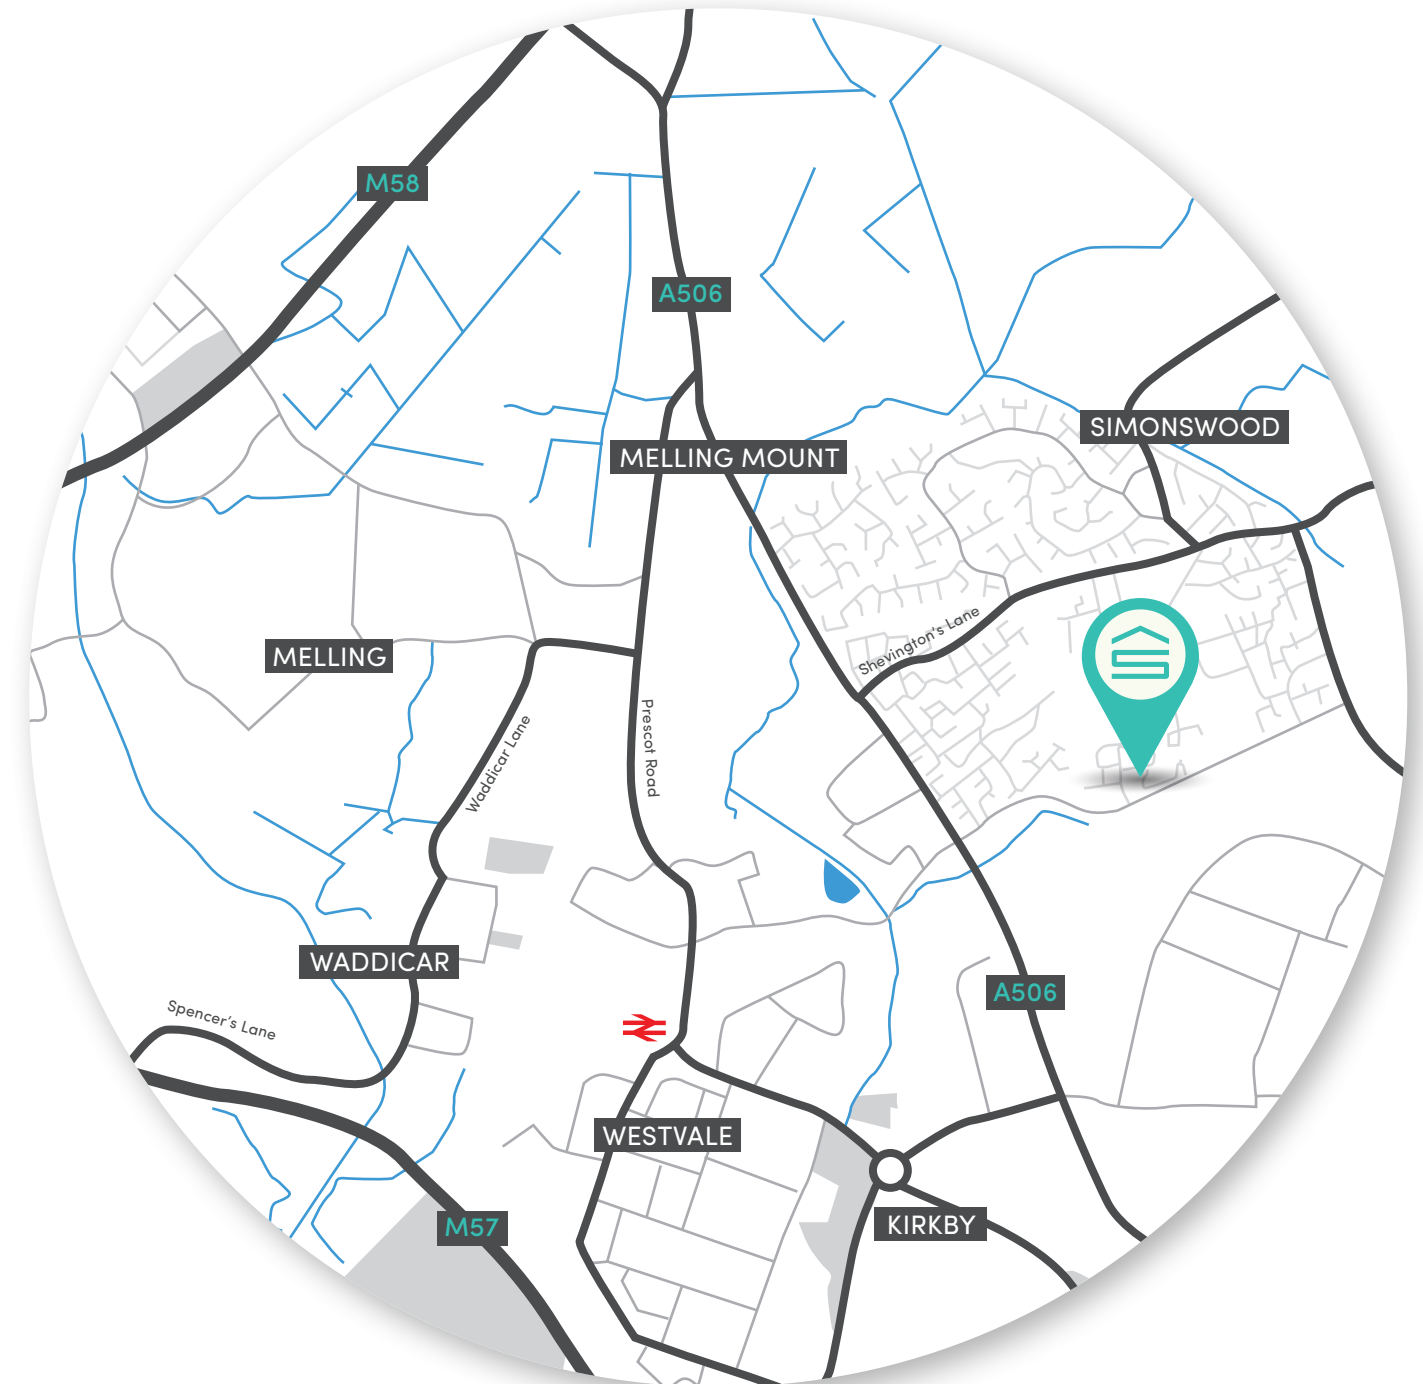 M58
A506
SIMONSWOOD
MELLING MOUNT
Shevington's Lane
MELLING
Prescot Road
Waddicar Lane
WADDICAR
A506
Spencer's Lane
WESTVALE
KIRKBY
M57